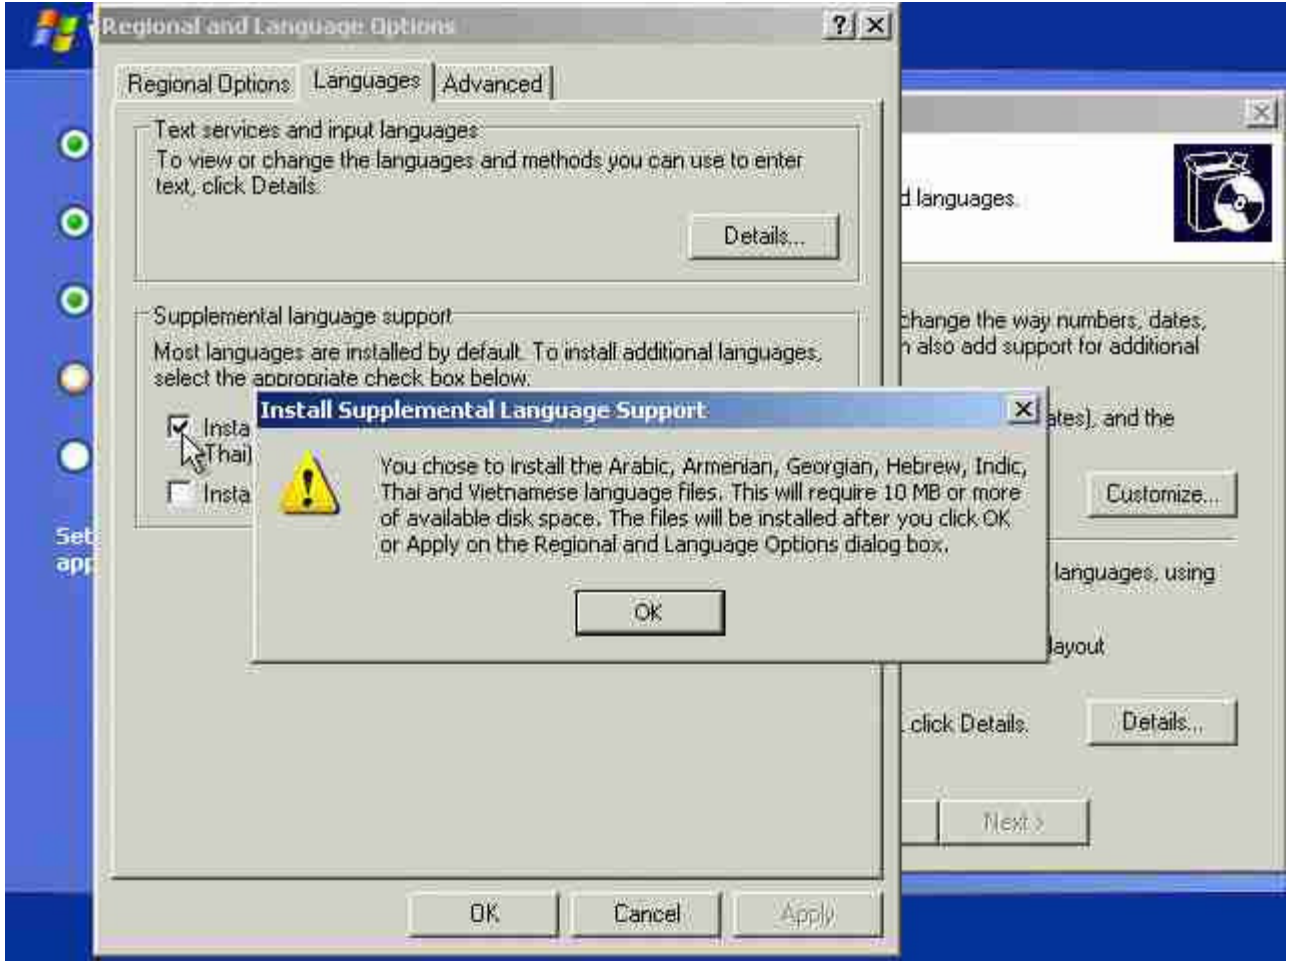 Regional and Language Options
Regional Options
Languages
Advanced
Text services and input languages
To view or change the languages and methods you can use to enter
text, click Details.
Details...
Supplemental language support
Most languages are installed by default. To install additional languages,
select the appropriate check box below.
Insta
Thai)
Insta
Install Supplemental Language Support
You chose to install the Arabic, Armenian, Georgian, Hebrew, Indic,
Thai and Vietnamese language files. This will require 10 MB or more
of available disk space. The files will be installed after you click OK
or Apply on the Regional and Language Options dialog box.
OK
OK
Cancel
Apply
d languages.
change the way numbers, dates,
n also add support for additional
ates), and the
Customize...
languages, using
layout
click Details.
Details...
Next >
Set
app